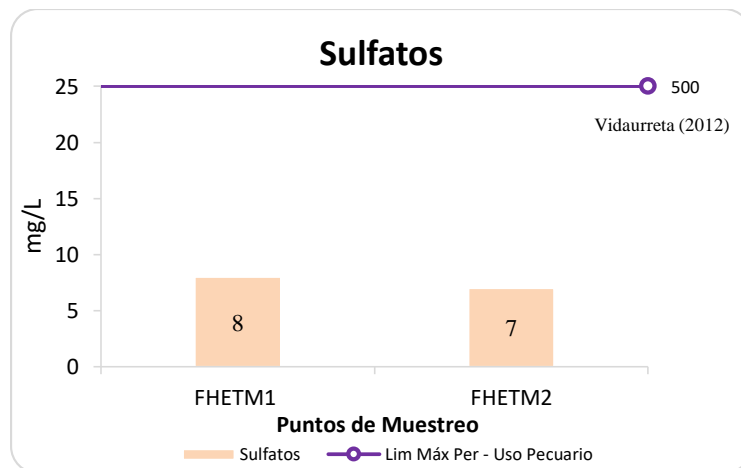 Sulfatos
25
20
15
10
5
0
mg/L
500
Vidaurreta (2012)
8
7
FHETM1
FHETM2
Puntos de Muestreo
Sulfatos
Lim Máx Per - Uso Pecuario